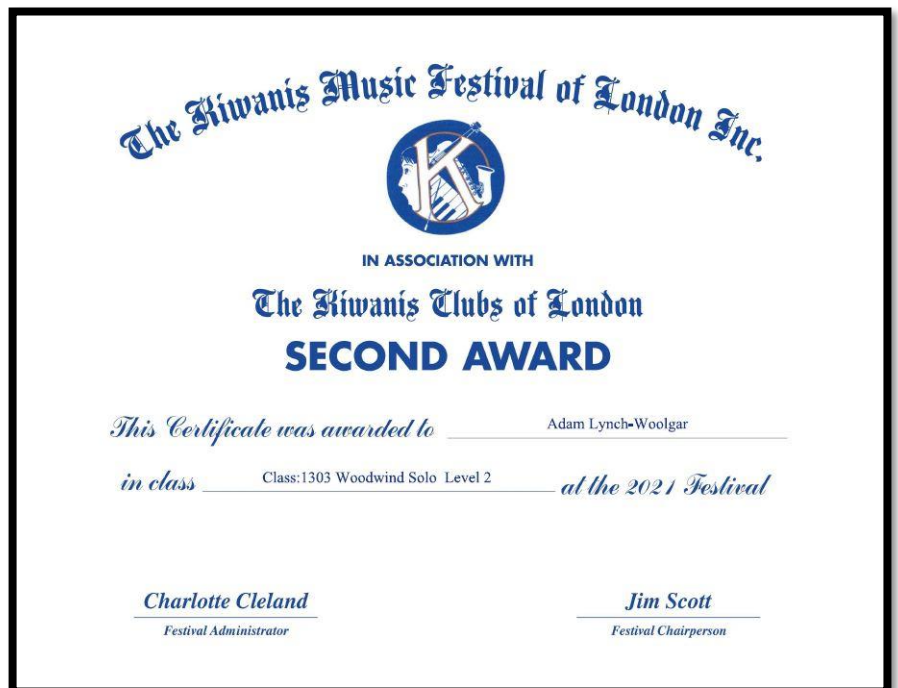 The Kiwanis Music Festival of London Inc.
K
IN ASSOCIATION WITH
The Kiwanis Clubs of London
SECOND AWARD
This Certificate was awarded to Adam Lynch-Woolgar
in class Class:1303 Woodwind Solo Level 2 at the 2021 Festival
Charlotte Cleland Jim Scott
Festival Administrator Festival Chairperson